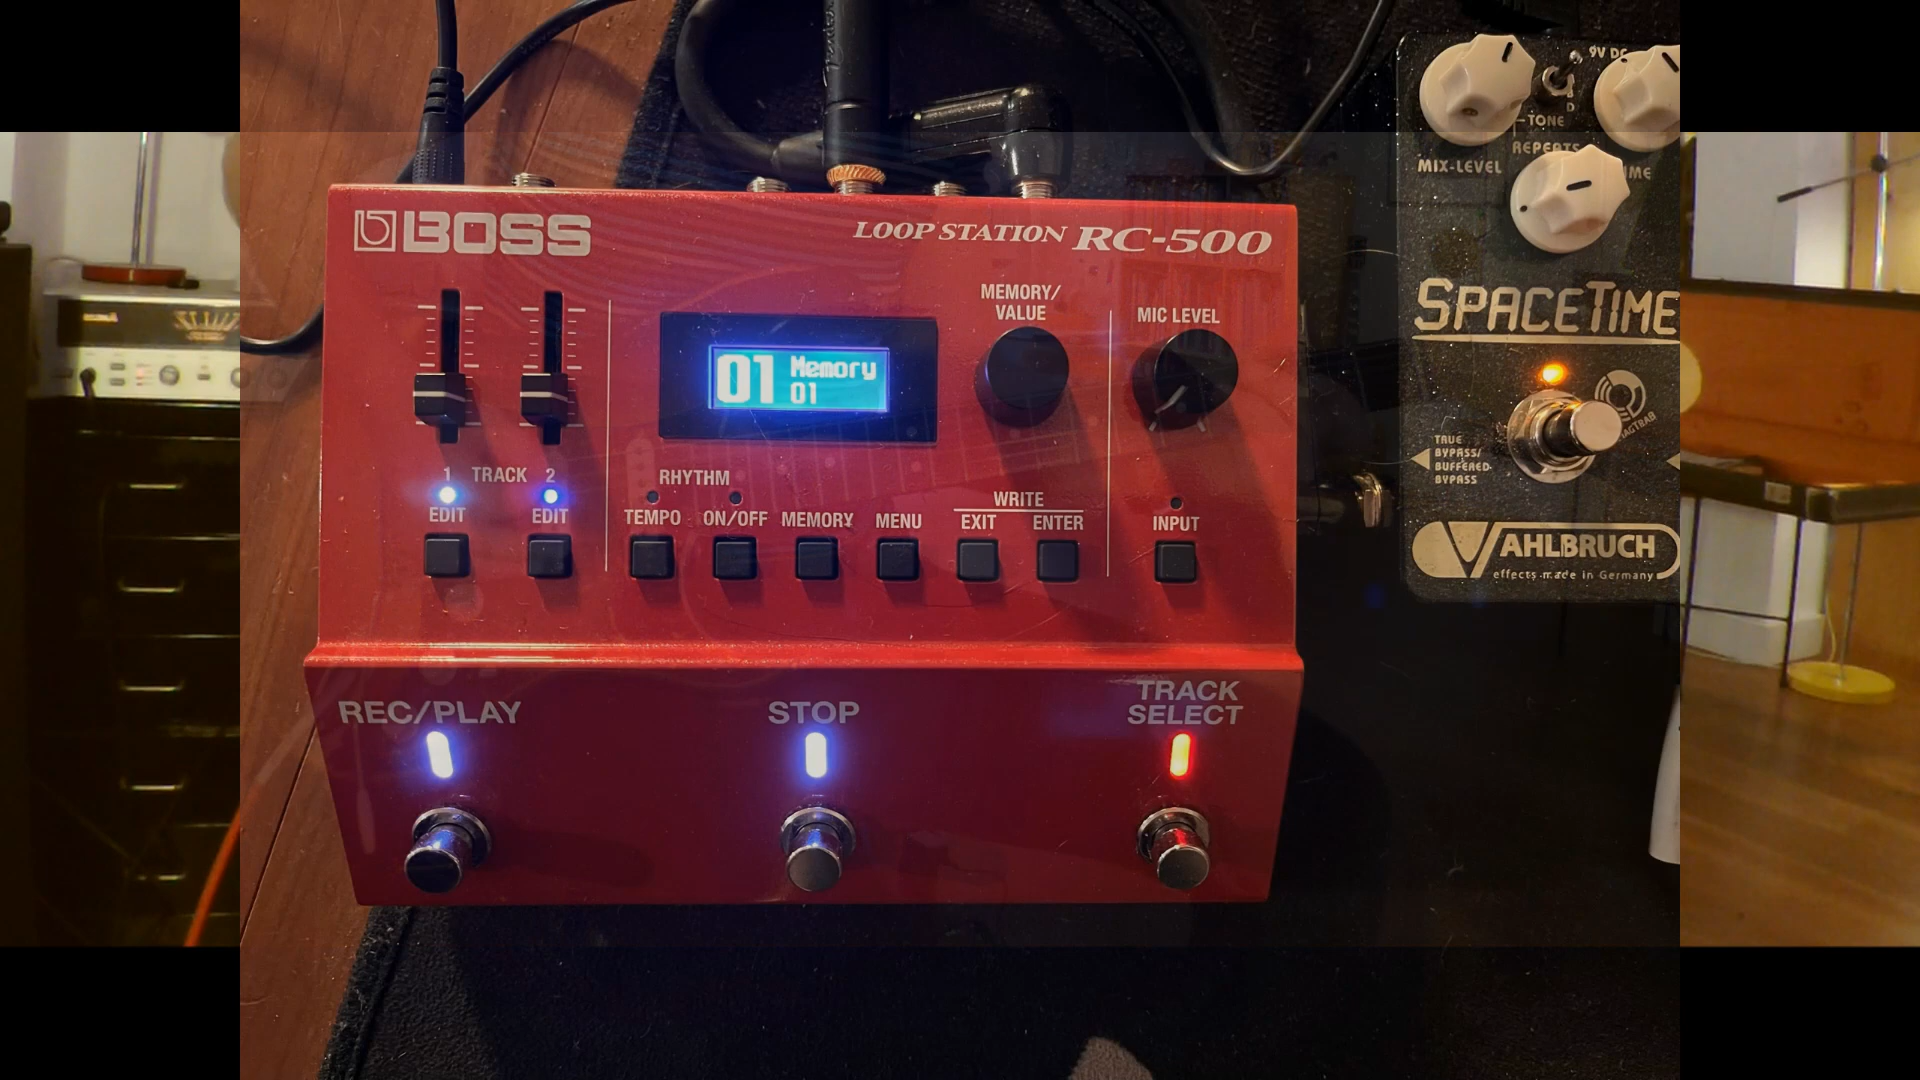 BOSS
LOOP STATION RC-500
MEMORY/
VALUE
MIC LEVEL
01 Memory
01
1 TRACK 2
EDIT EDIT
RHYTHM
TEMPO ON/OFF MEMORY MENU
WRITE
EXIT ENTER
INPUT
REC/PLAY
STOP
TRACK
SELECT
9V DC
TONE
REPEATS
MIX-LEVEL
SPACETIME
TRUE
BYPASS/
BUFFERED-
BYPASS
VAHLBRUCH
effects made in Germany